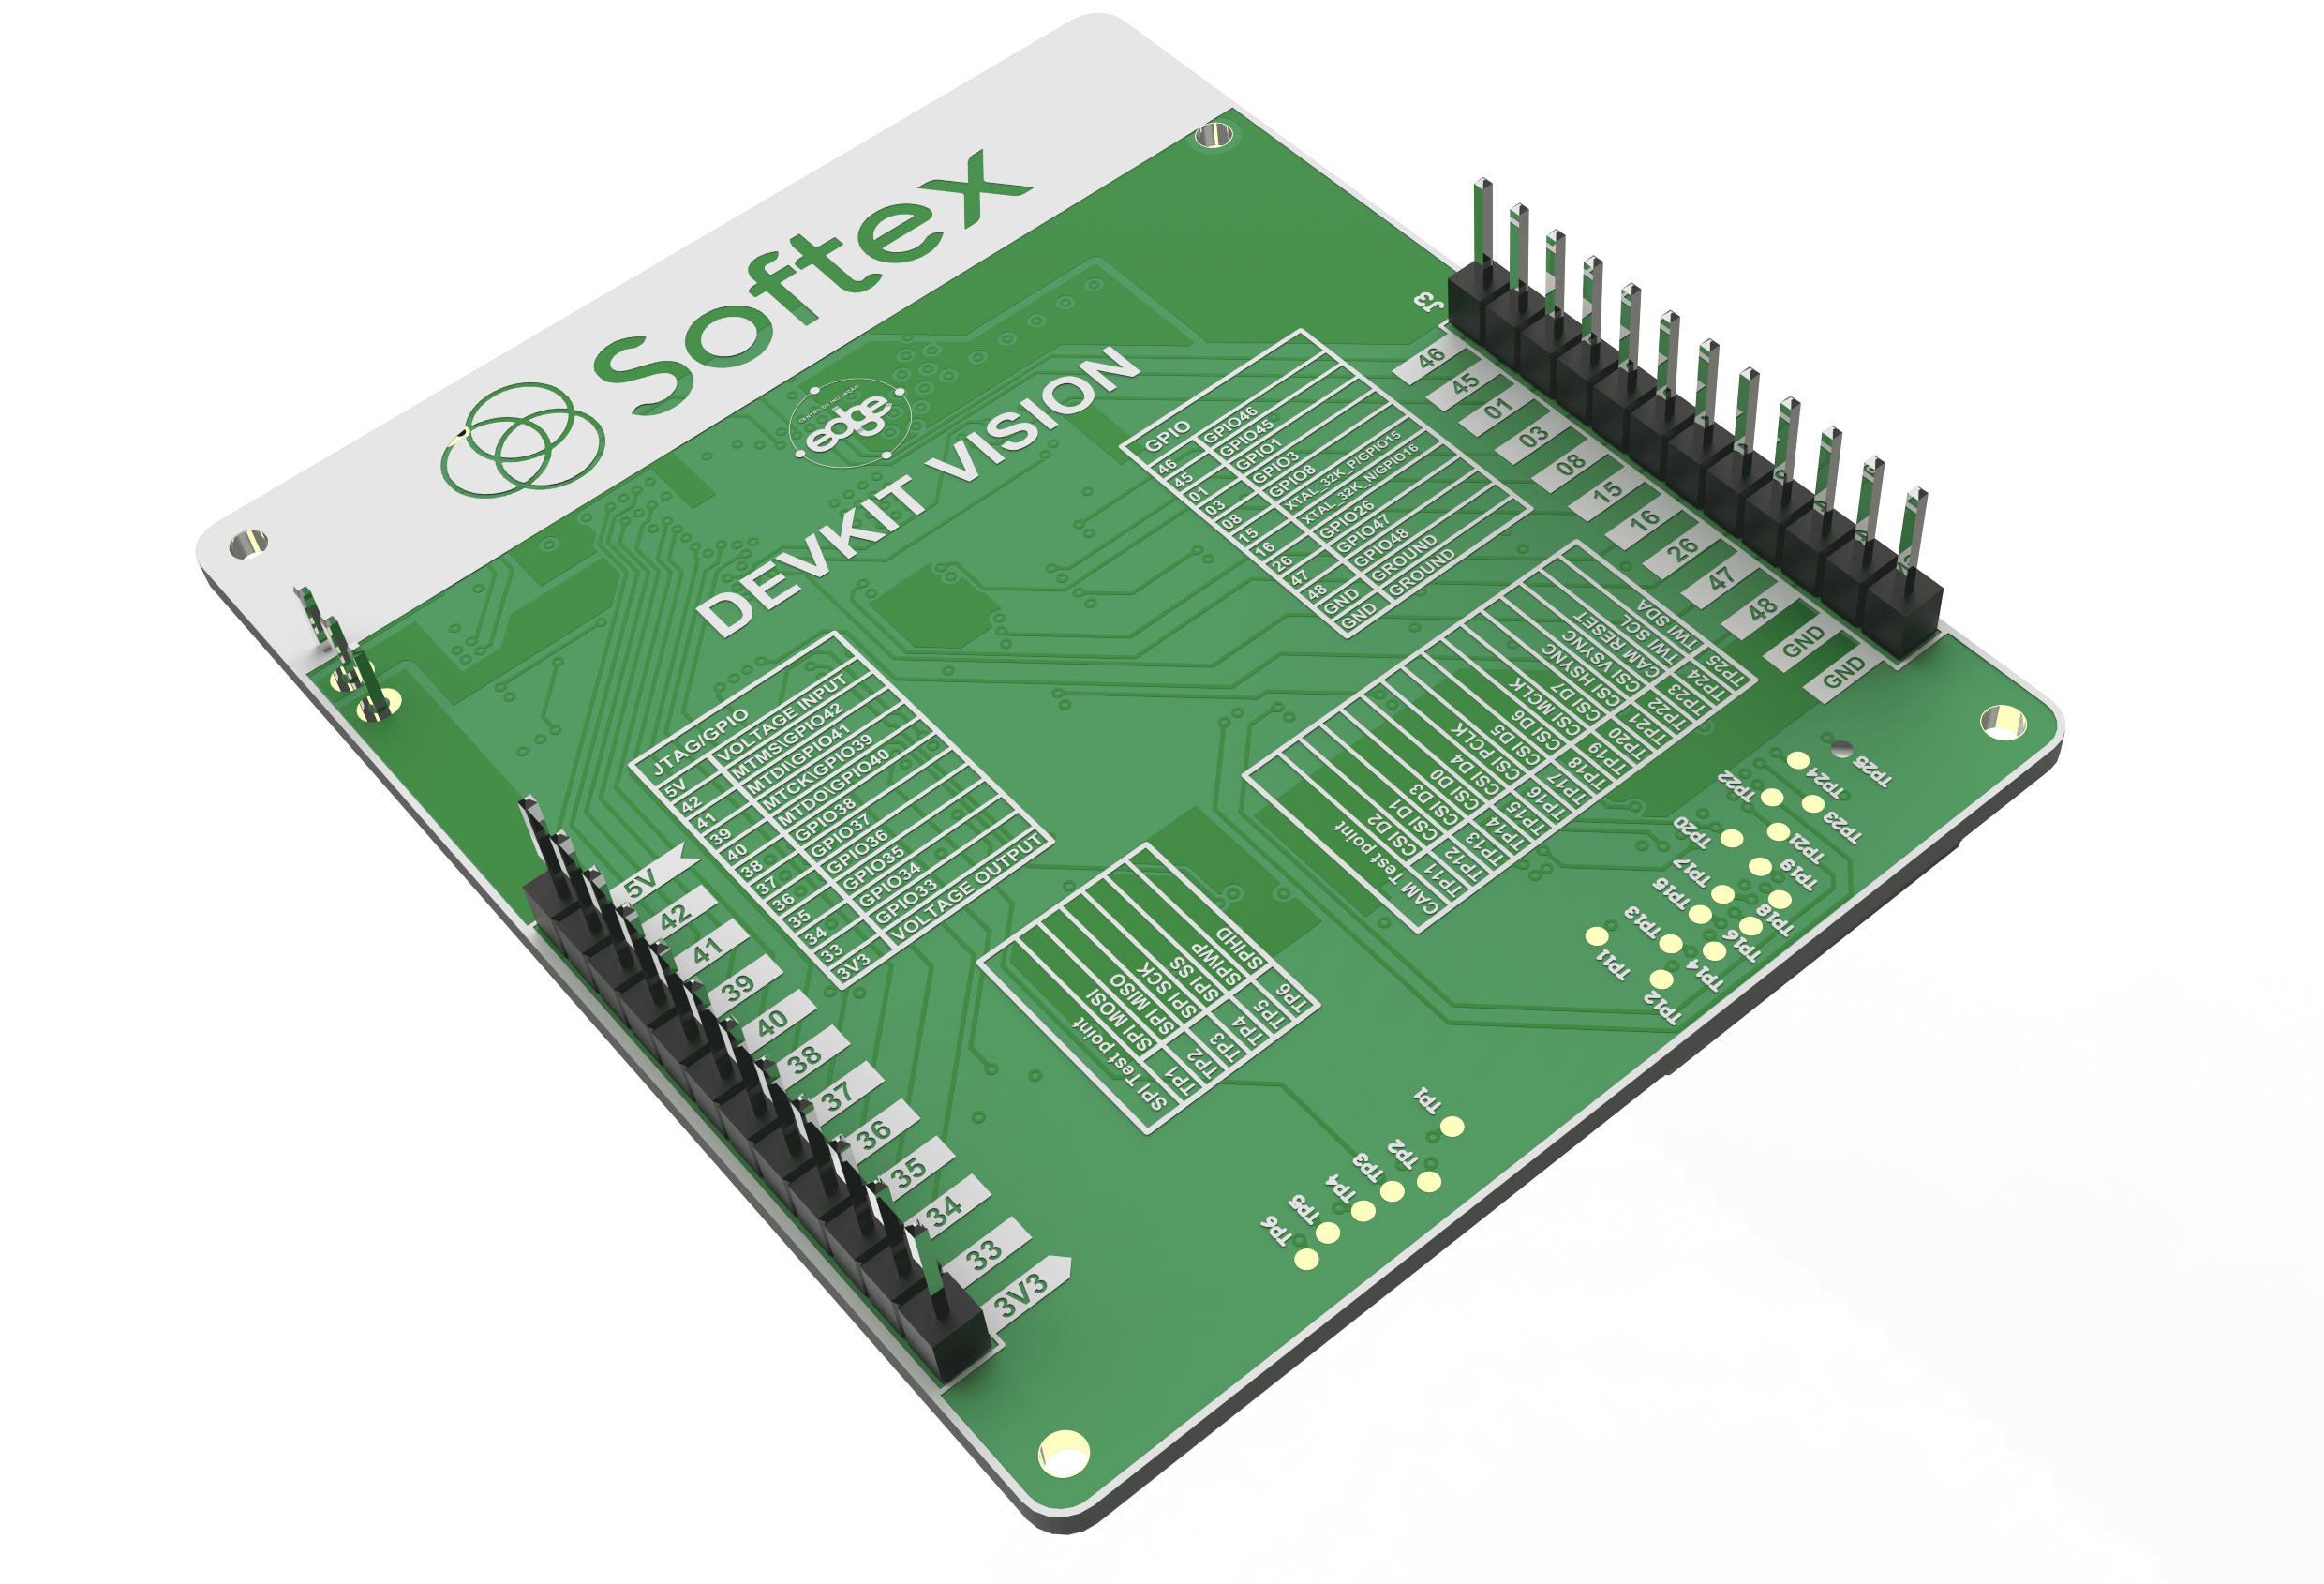 Softex
CENTRO DE INOVAÇÃO
edge
DEVKIT VISION
J3
46
45
01
03
08
15
16
26
47
48
GND
GND
GPIO
46 GPIO46
45 GPIO45
01 GPIO1
03 GPIO3
08 GPIO8
15 XTAL_32K_P/GPIO15
16 XTAL_32K_N/GPIO16
26 GPIO26
47 GPIO47
48 GPIO48
GND GROUND
GND GROUND
JTAG/GPIO
5V VOLTAGE INPUT
42 MTMS\GPIO42
41 MTDI\GPIO41
39 MTCK\GPIO39
40 MTDO\GPIO40
38 GPIO38
37 GPIO37
36 GPIO36
35 GPIO35
34 GPIO34
33 GPIO33
3V3 VOLTAGE OUTPUT
5V
42
41
39
40
38
37
36
35
34
33
3V3
CAM Test point
TP11 CSI D2
TP12 CSI D1
TP13 CSI D3
TP14 CSI D0
TP15 CSI D4
TP16 CSI PCLK
TP17 CSI D5
TP18 CSI D6
TP19 CSI MCLK
TP20 CSI D7
TP21 CSI HSYNC
TP22 CSI VSYNC
TP23 CAM RESET
TP24 TWI SCL
TP25 TWI SDA
SPI Test point
TP1 SPI MOSI
TP2 SPI MISO
TP3 SPI SCK
TP4 SPI SS
TP5 SPIWP
TP6 SPIHD
TP25
TP24
TP22
TP23
TP20
TP21
TP19
TP17
TP15
TP18
TP13
TP16
TP11
TP14
TP12
TP1
TP2
TP3
TP4
TP5
TP6